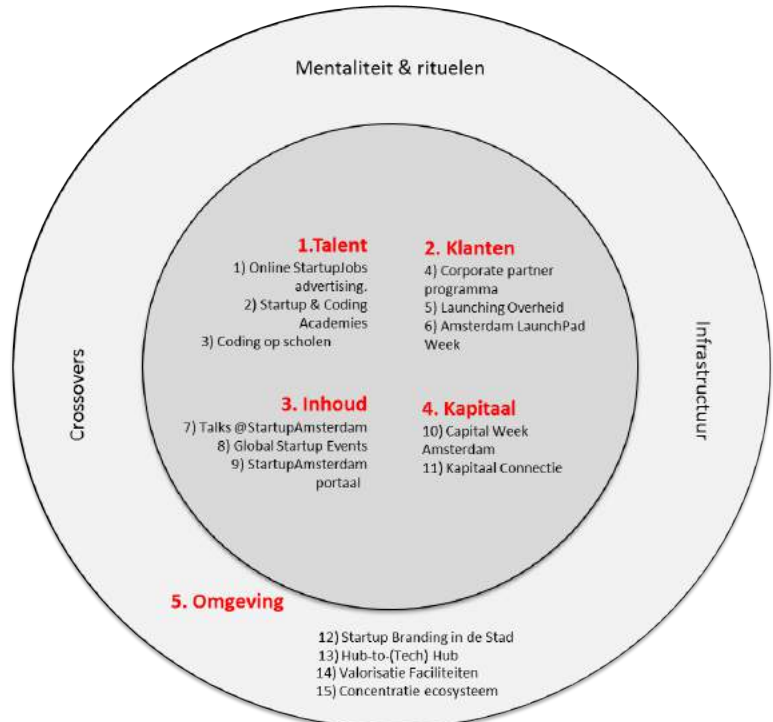 Mentaliteit & rituelen
1.Talent
1) Online StartupJobs
advertising.
2) Startup & Coding
Academies
3) Coding op scholen
2. Klanten
4) Corporate partner
programma
5) Launching Overheid
6) Amsterdam LaunchPad
Week
Crossovers
Infrastructuur
3. Inhoud
7) Talks @StartupAmsterdam
8) Global Startup Events
9) StartupAmsterdam
portaal
4. Kapitaal
10) Capital Week
Amsterdam
11) Kapitaal Connectie
5. Omgeving
12) Startup Branding in de Stad
13) Hub-to-(Tech) Hub
14) Valorisatie Faciliteiten
15) Concentratie ecosysteem